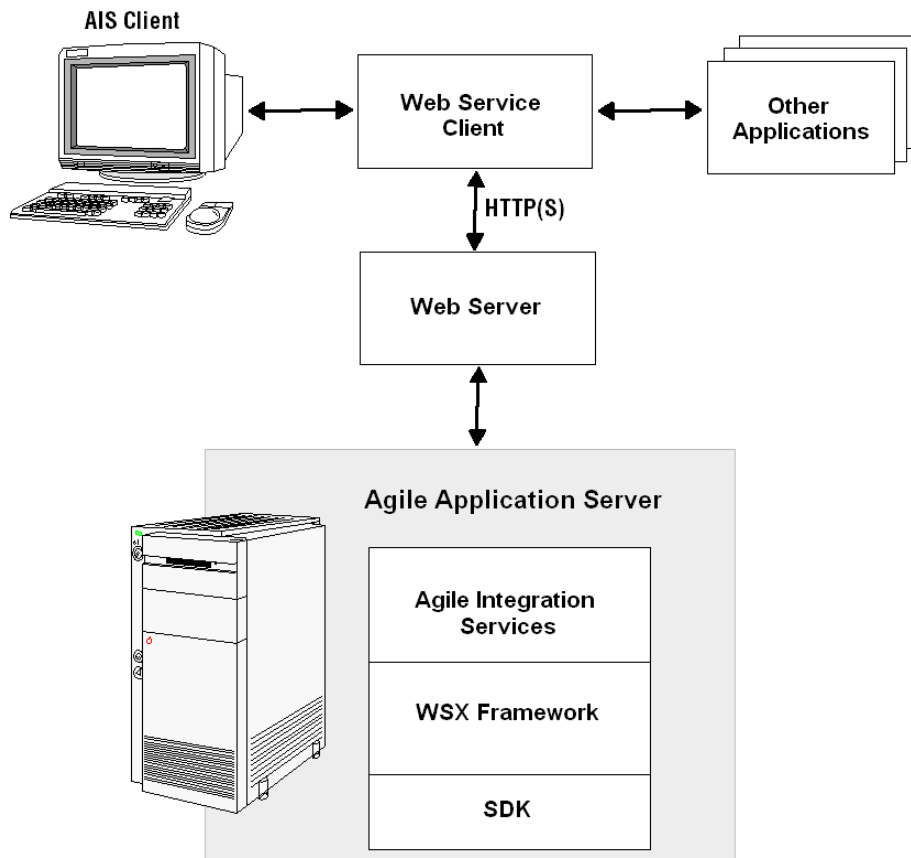 AIS Client
Web Service
Client
Other
Applications
HTTP(S)
Web Server
Agile Application Server
Agile Integration
Services
WSX Framework
SDK